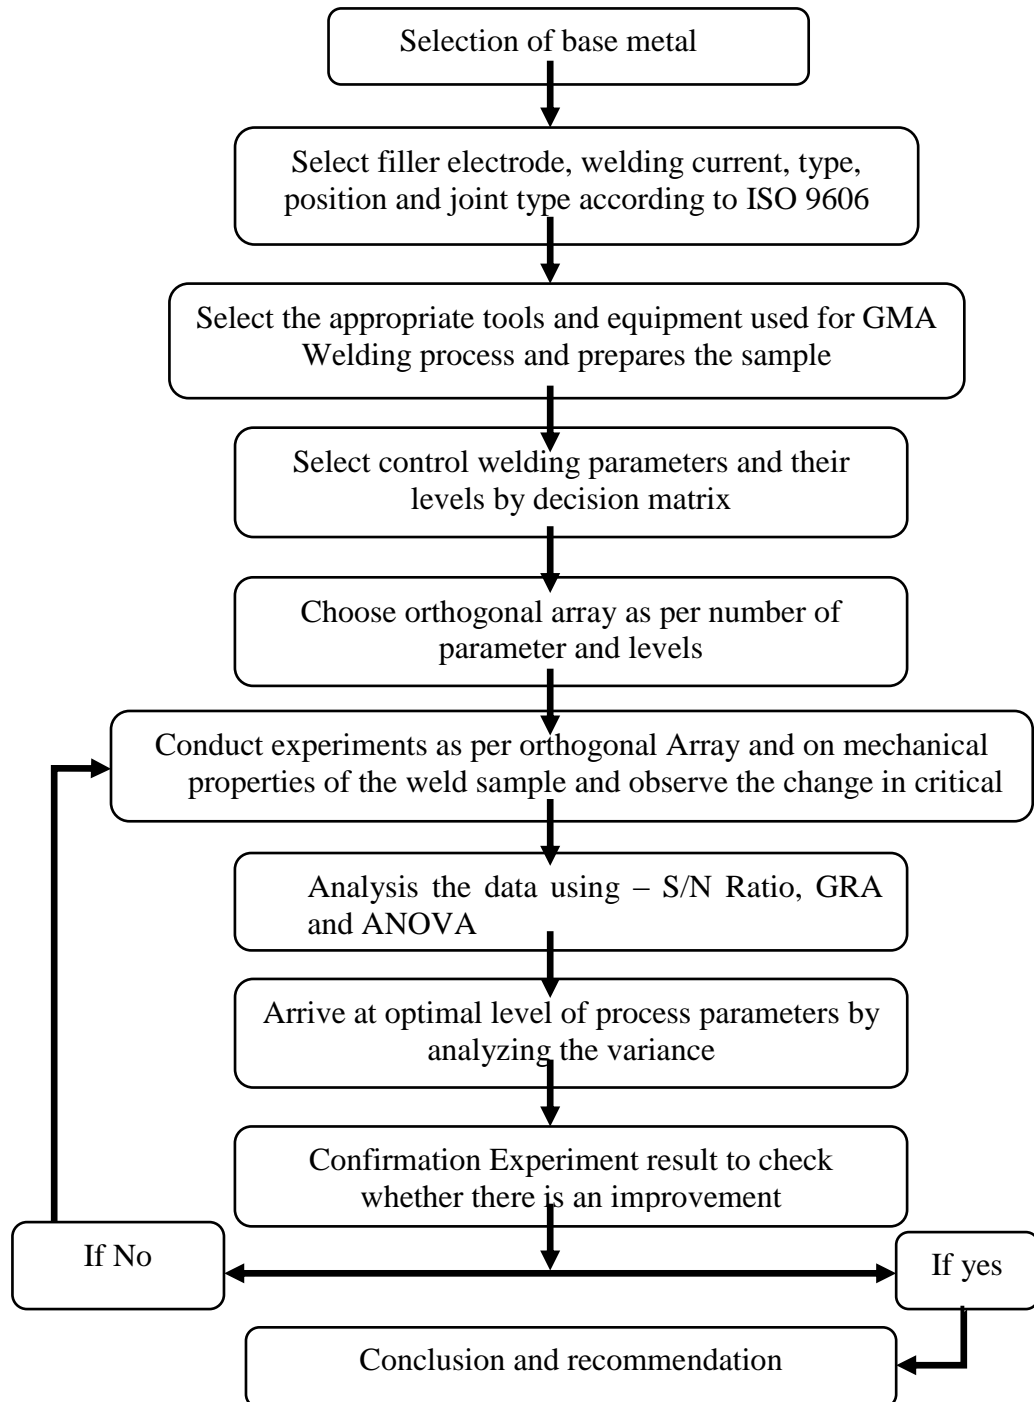 Selection of base metal
Select filler electrode, welding current, type,
position and joint type according to ISO 9606
Select the appropriate tools and equipment used for GMA
Welding process and prepares the sample
Select control welding parameters and their
levels by decision matrix
Choose orthogonal array as per number of
parameter and levels
Conduct experiments as per orthogonal Array and on mechanical
properties of the weld sample and observe the change in critical
Analysis the data using – S/N Ratio, GRA
and ANOVA
Arrive at optimal level of process parameters by
analyzing the variance
Confirmation Experiment result to check
whether there is an improvement
If No
If yes
Conclusion and recommendation